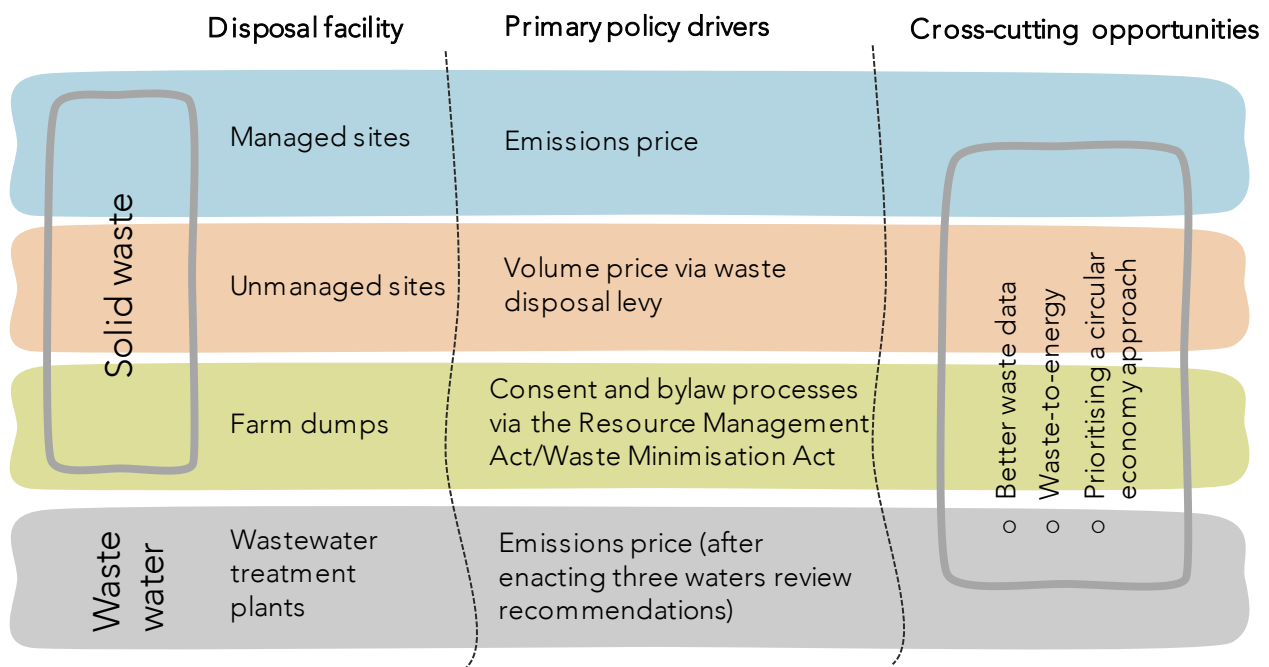 Disposal facility
Primary policy drivers
Cross-cutting opportunities
Solid waste
Managed sites
Emissions price
Unmanaged sites
Volume price via waste
disposal levy
Farm dumps
Consent and bylaw processes
via the Resource Management
Act/Waste Minimisation Act
Waste
water
Wastewater
treatment
plants
Emissions price (after
enacting three waters review
recommendations)
○ Better waste data
○ Waste-to-energy
○ Prioritising a circular
economy approach